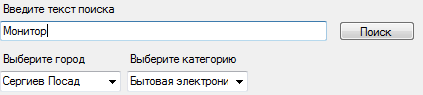 Введите текст поиска
Монитор
Поиск
Выберите город Выберите категорию
Сергиев Посад Бытовая электрони